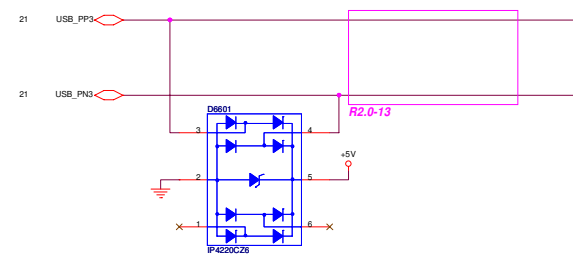 21 USB_PP3
21 USB_PN3
D6601
R2.0-13
3 4
+5V
2 5
1 6
IP4220CZ6